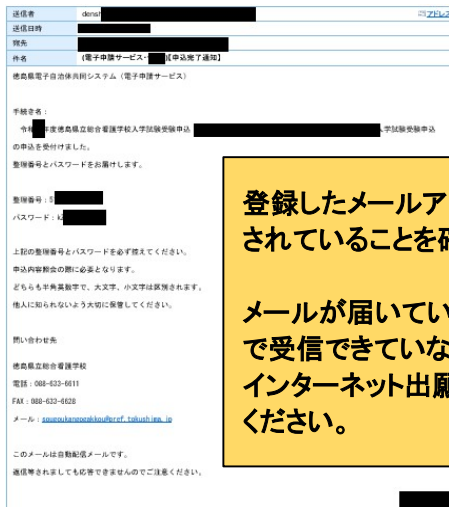 送信者 dens
アドレス
送信日時
宛先
件名 (電子申請サービス 【申込完了通知】
徳島県電子自治体共同システム(電子申請サービス)
手続き名:
令和 年度徳島県立総合看護学校入学試験受験申込 入学試験受験申込
の申込を受付けました。
整理番号とパスワードをお届けします。
整理番号:5
パスワード:k
上記の整理番号とパスワードを必ず控えてください。
申込内容照会の際に必要となります。
どちらも半角英数字で、大文字、小文字は区別されます。
他人に知られないよう大切に保管してください。
問い合わせ先
徳島県立総合看護学校
電話:088-633-6611
FAX:088-633-6628
メール:sougoukangogakkou@pref.tokushima.jp
このメールは自動配信メールです。
返信等されましても応答できませんのでご注意ください。
登録したメールア
されていることを確
メールが届いてい
で受信できていな
インターネット出願
ください。